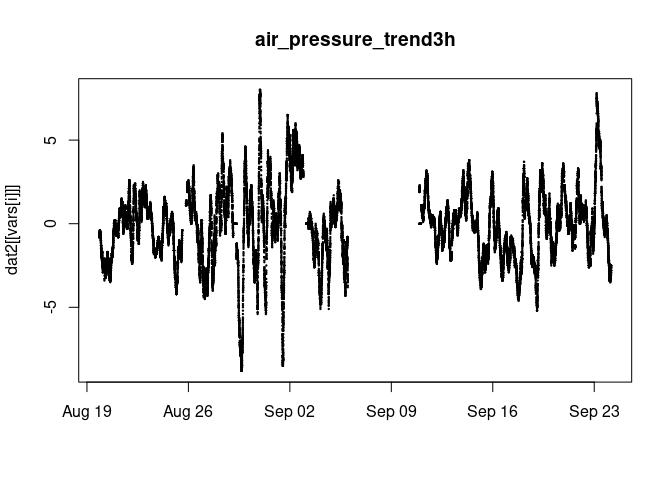 air_pressure_trend3h
dat2[[vars[i]]]
5
0
-5
Aug 19 Aug 26 Sep 02 Sep 09 Sep 16 Sep 23